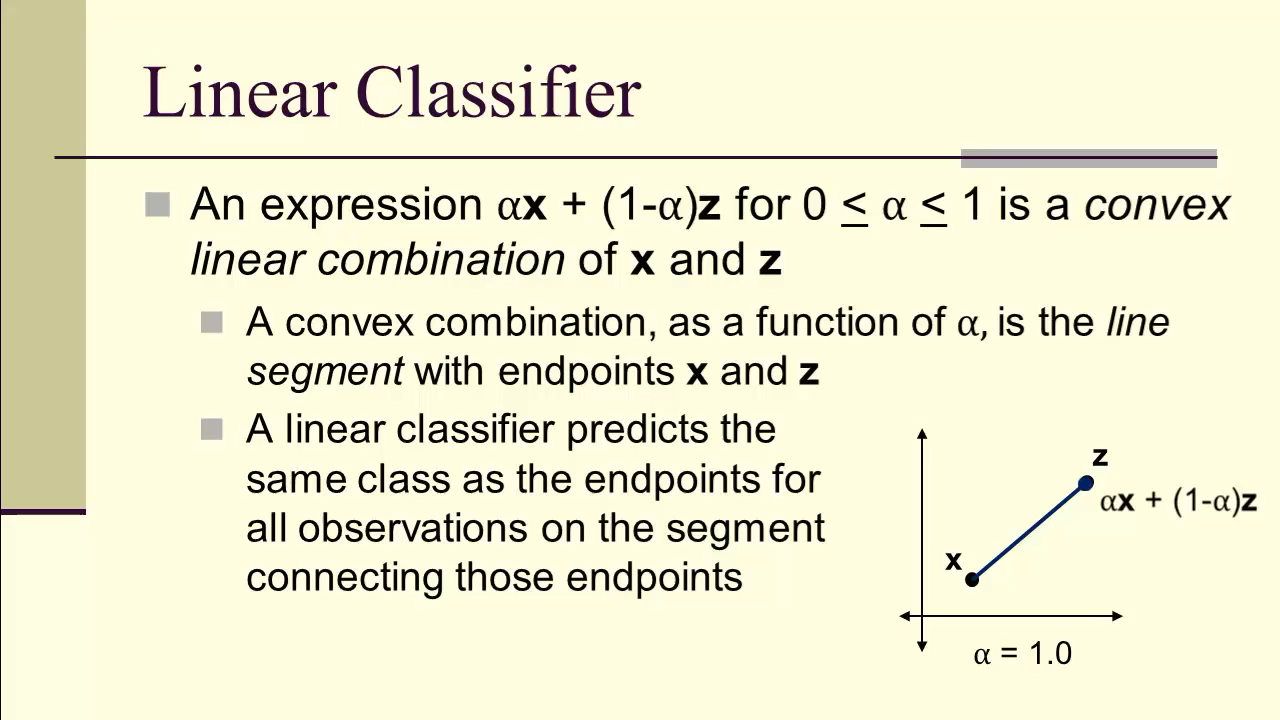 Linear Classifier
An expression αx + (1-α)z for 0 ≤ α ≤ 1 is a convex
linear combination of x and z
A convex combination, as a function of α, is the line
segment with endpoints x and z
A linear classifier predicts the
same class as the endpoints for
all observations on the segment
connecting those endpoints
z
αx + (1-α)z
x
α = 1.0